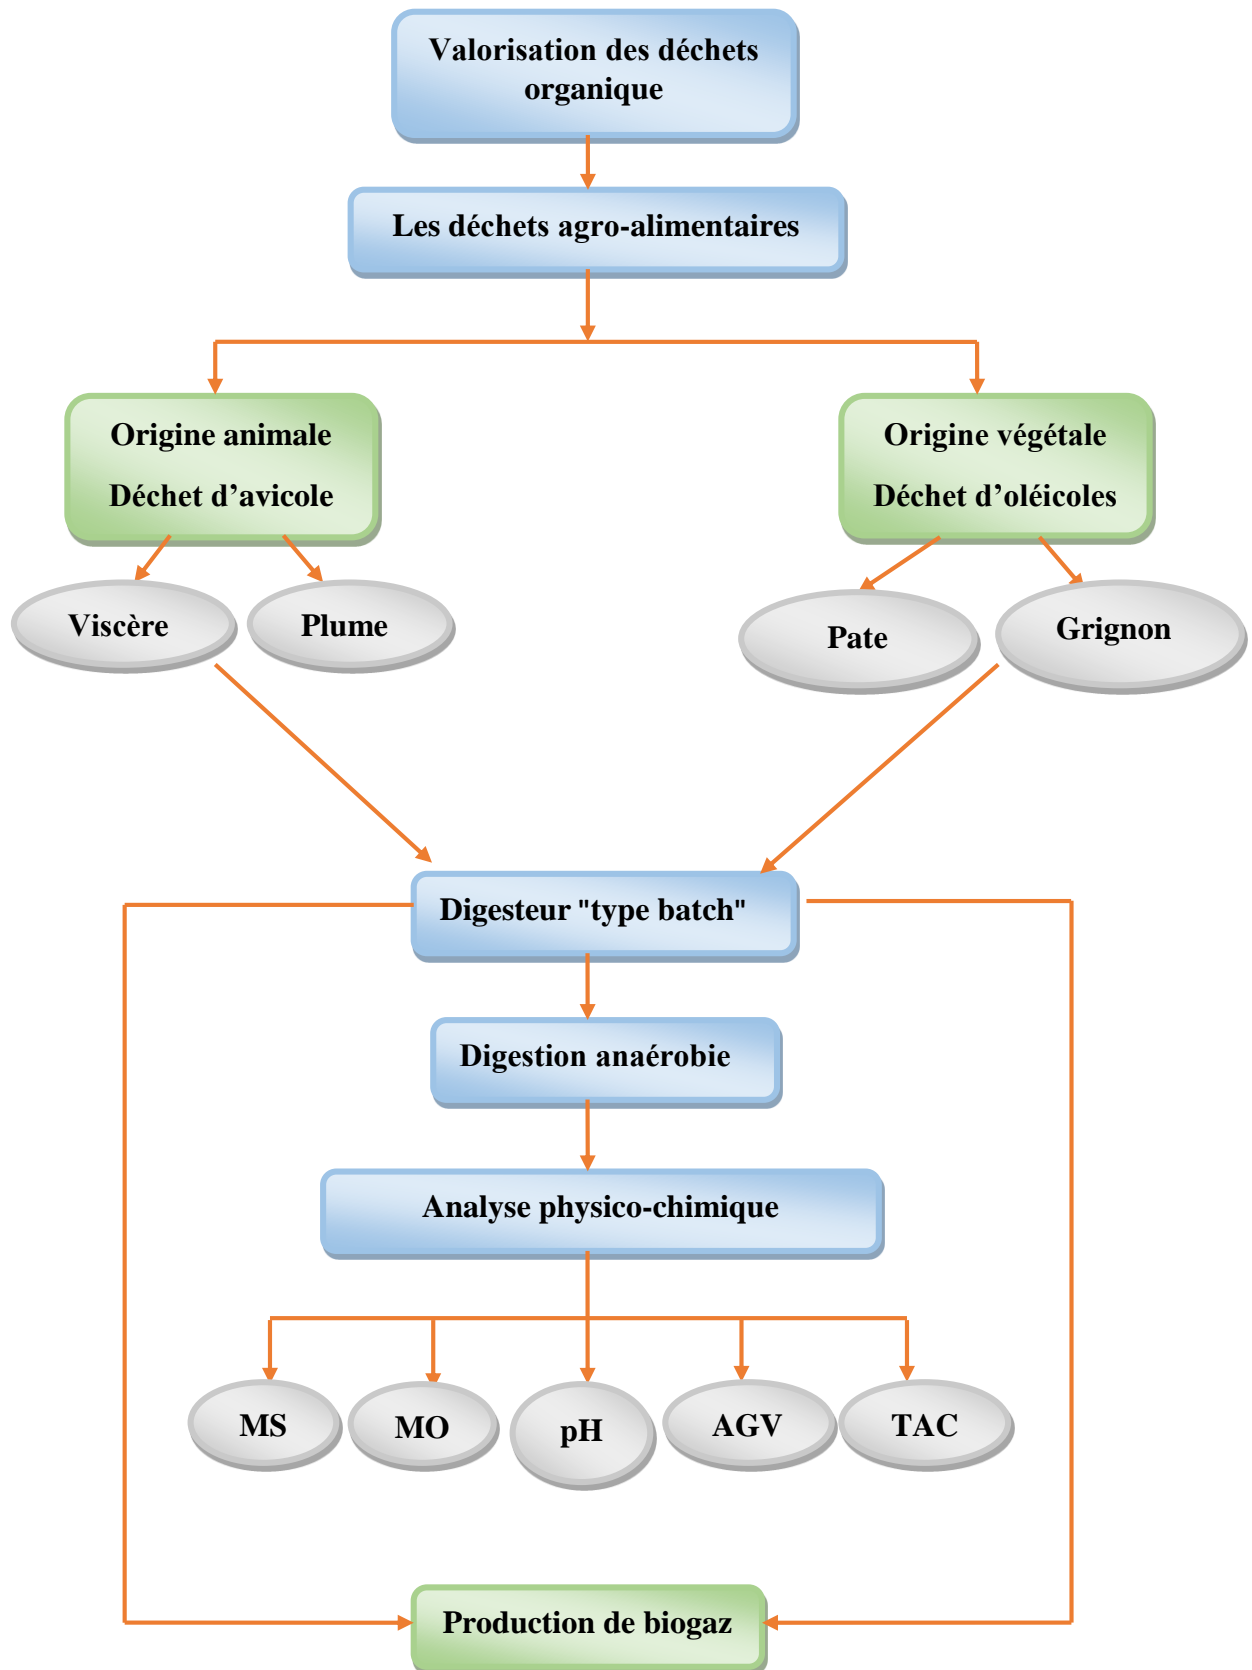 Valorisation des déchets
organique
Les déchets agro-alimentaires
Origine animale
Déchet d’avicole
Origine végétale
Déchet d’oléicoles
Viscère
Plume
Pate
Grignon
Digesteur "type batch"
Digestion anaérobie
Analyse physico-chimique
MS
MO
pH
AGV
TAC
Production de biogaz